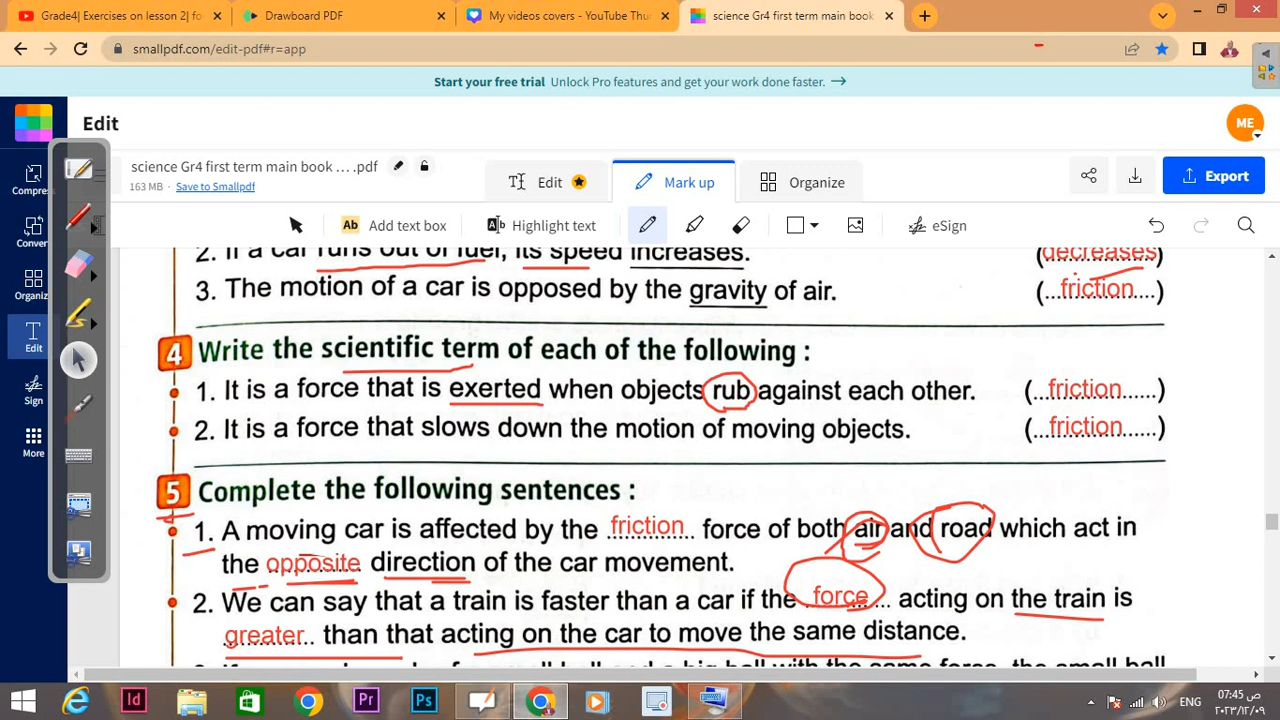 Grade4| Exercises on lesson 2| fo
Drawboard PDF
My videos covers - YouTube Thu
science Gr4 first term main book
smallpdf.com/edit-pdf#r=app
Start your free trial Unlock Pro features and get your work done faster. →
Edit
ME
science Gr4 first term main book ... .pdf
163 MB • Save to Smallpdf
Edit
Mark up
Organize
Export
Add text box
Highlight text
eSign
Compres
Conver
Organiz
Edit
Sign
More
2. If a car runs out of fuel, its speed increases. (decreases)
3. The motion of a car is opposed by the gravity of air. (...friction...)
4 Write the scientific term of each of the following :
1. It is a force that is exerted when objects rub against each other. (...friction...)
2. It is a force that slows down the motion of moving objects. (...friction...)
5 Complete the following sentences :
1. A moving car is affected by the friction force of both air and road which act in
the opposite direction of the car movement.
2. We can say that a train is faster than a car if the force ... acting on the train is
greater .. than that acting on the car to move the same distance.
ENG
07:45 ص
٢٠٢٣/١٢/٠٩